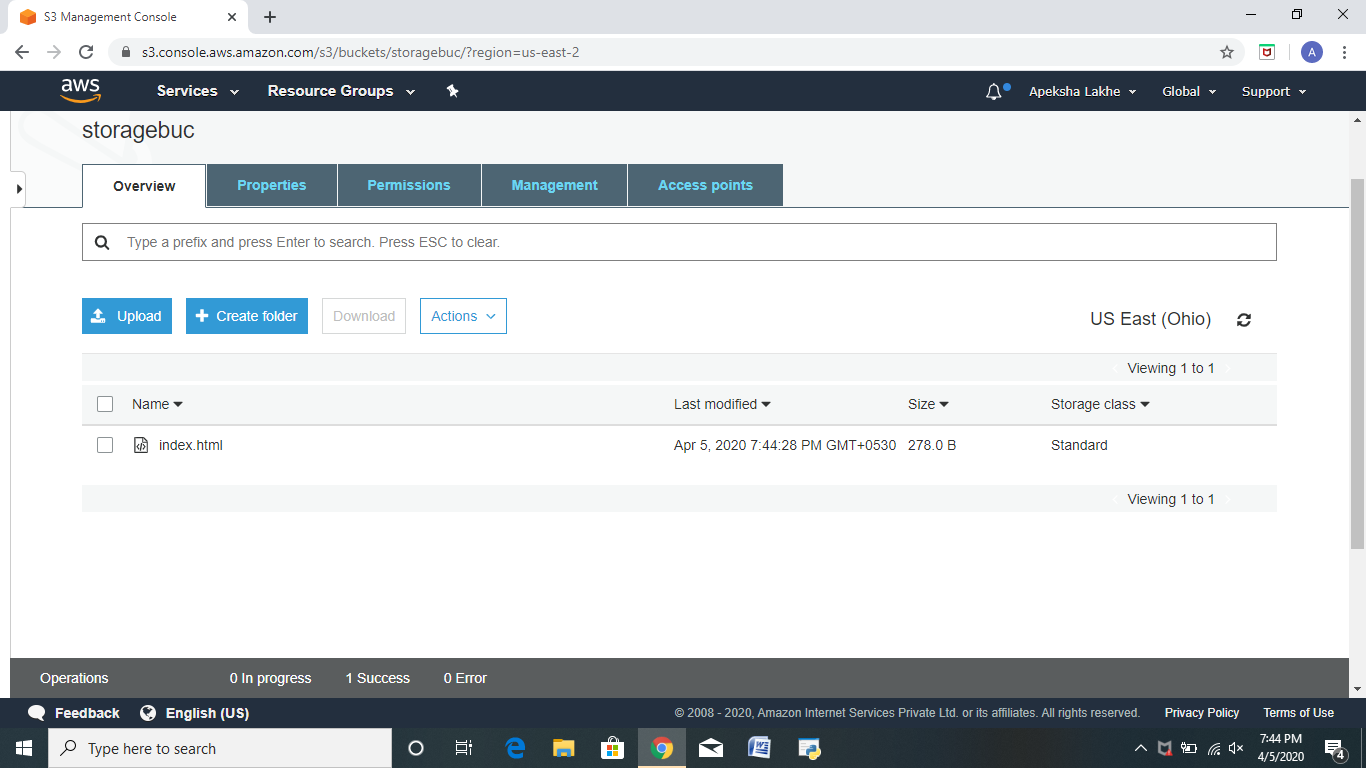 S3 Management Console
s3.console.aws.amazon.com/s3/buckets/storagebuc/?region=us-east-2
A
aws Services Resource Groups Apeksha Lakhe Global Support
storagebuc
Overview Properties Permissions Management Access points
Type a prefix and press Enter to search. Press ESC to clear.
Upload Create folder Download Actions US East (Ohio)
Viewing 1 to 1
Name Last modified Size Storage class
index.html Apr 5, 2020 7:44:28 PM GMT+0530 278.0 B Standard
Viewing 1 to 1
Operations 0 In progress 1 Success 0 Error
Feedback English (US) © 2008 - 2020, Amazon Internet Services Private Ltd. or its affiliates. All rights reserved. Privacy Policy Terms of Use
Type here to search 7:44 PM
4/5/2020
4